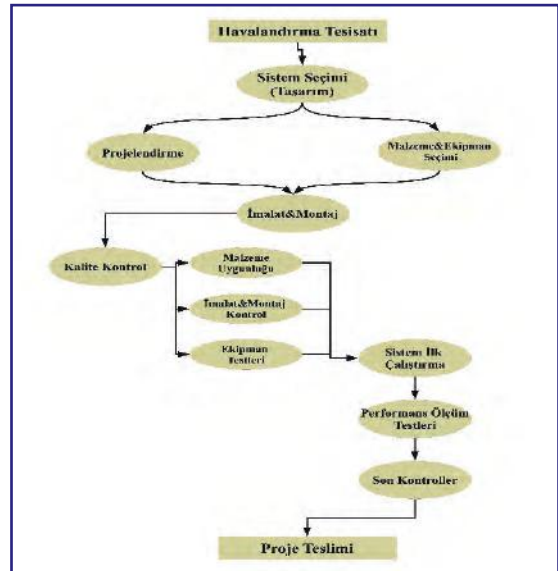 Havalandırma Tesisatı
Sistem Seçimi
(Tasarım)
Projelendirme
Malzeme&Ekipman
Seçimi
İmalat&Montaj
Kalite Kontrol
Malzeme
Uygunluğu
İmalat&Montaj
Kontrol
Ekipman
Testleri
Sistem İlk
Çalıştırma
Performans Ölçüm
Testleri
Son Kontroller
Proje Teslimi